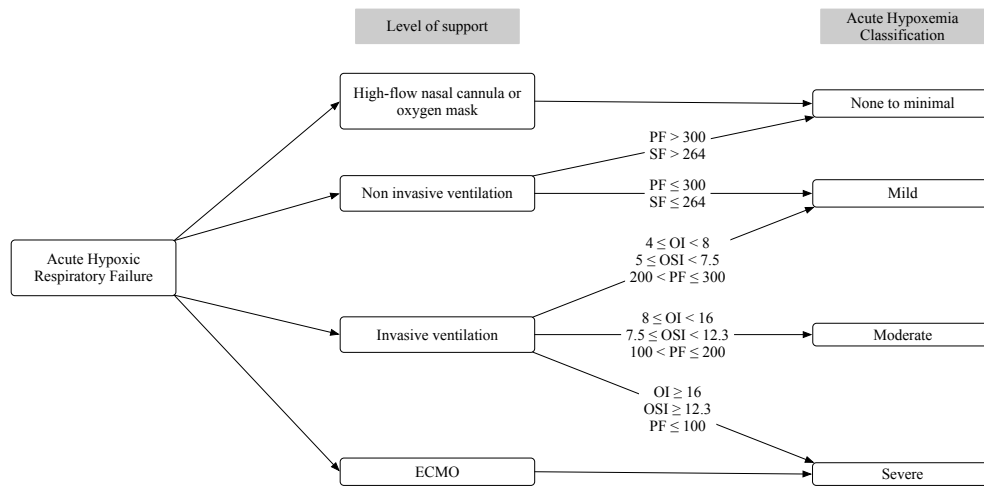 Level of support
Acute Hypoxemia
Classification
High-flow nasal cannula or
oxygen mask
None to minimal
PF > 300
SF > 264
Non invasive ventilation
PF ≤ 300
SF ≤ 264
Mild
Acute Hypoxic
Respiratory Failure
4 ≤ OI < 8
5 ≤ OSI < 7.5
200 < PF ≤ 300
Invasive ventilation
8 ≤ OI < 16
7.5 ≤ OSI < 12.3
100 < PF ≤ 200
Moderate
OI ≥ 16
OSI ≥ 12.3
PF ≤ 100
ECMO
Severe